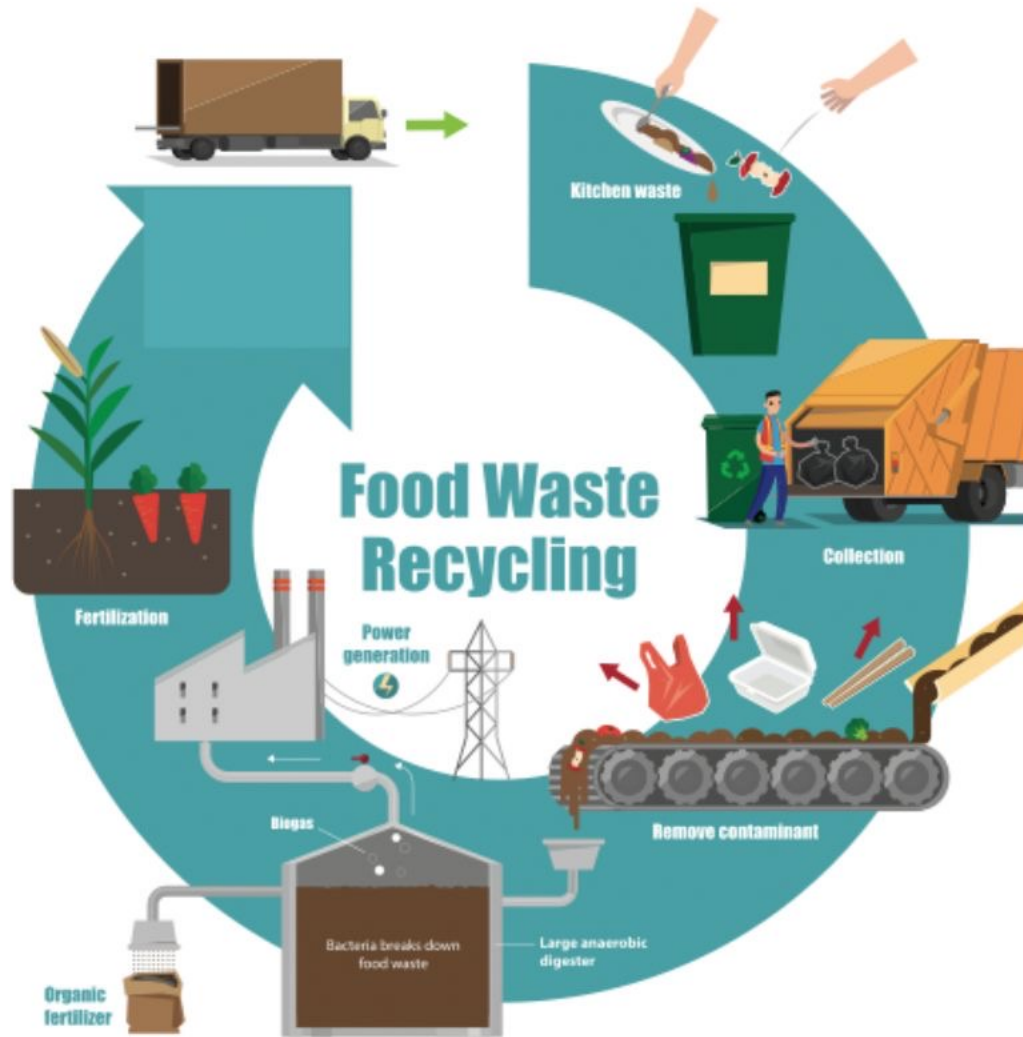 Kitchen waste
Collection
Food Waste
Recycling
Remove contaminant
Power
generation
Biogas
Bacteria breaks down
food waste
Large anaerobic
digester
Organic
fertilizer
Fertilization